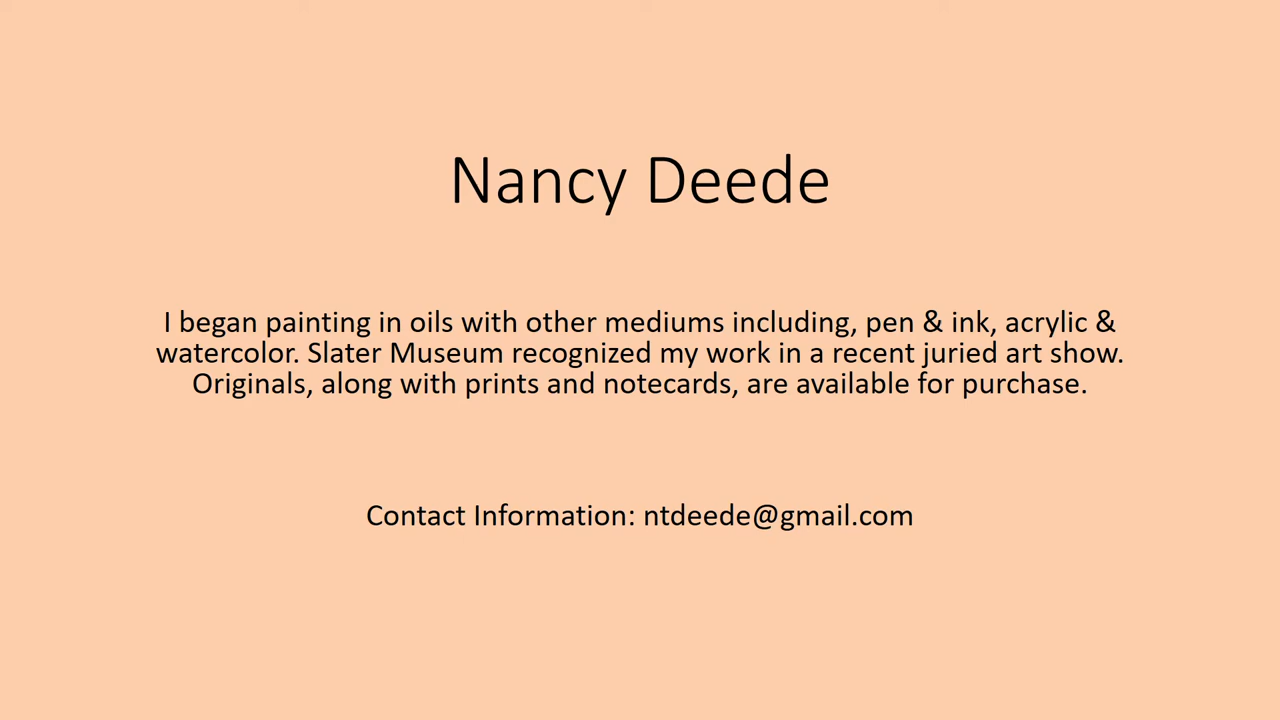 Nancy Deede
I began painting in oils with other mediums including, pen & ink, acrylic &
watercolor. Slater Museum recognized my work in a recent juried art show.
Originals, along with prints and notecards, are available for purchase.
Contact Information: ntdeede@gmail.com